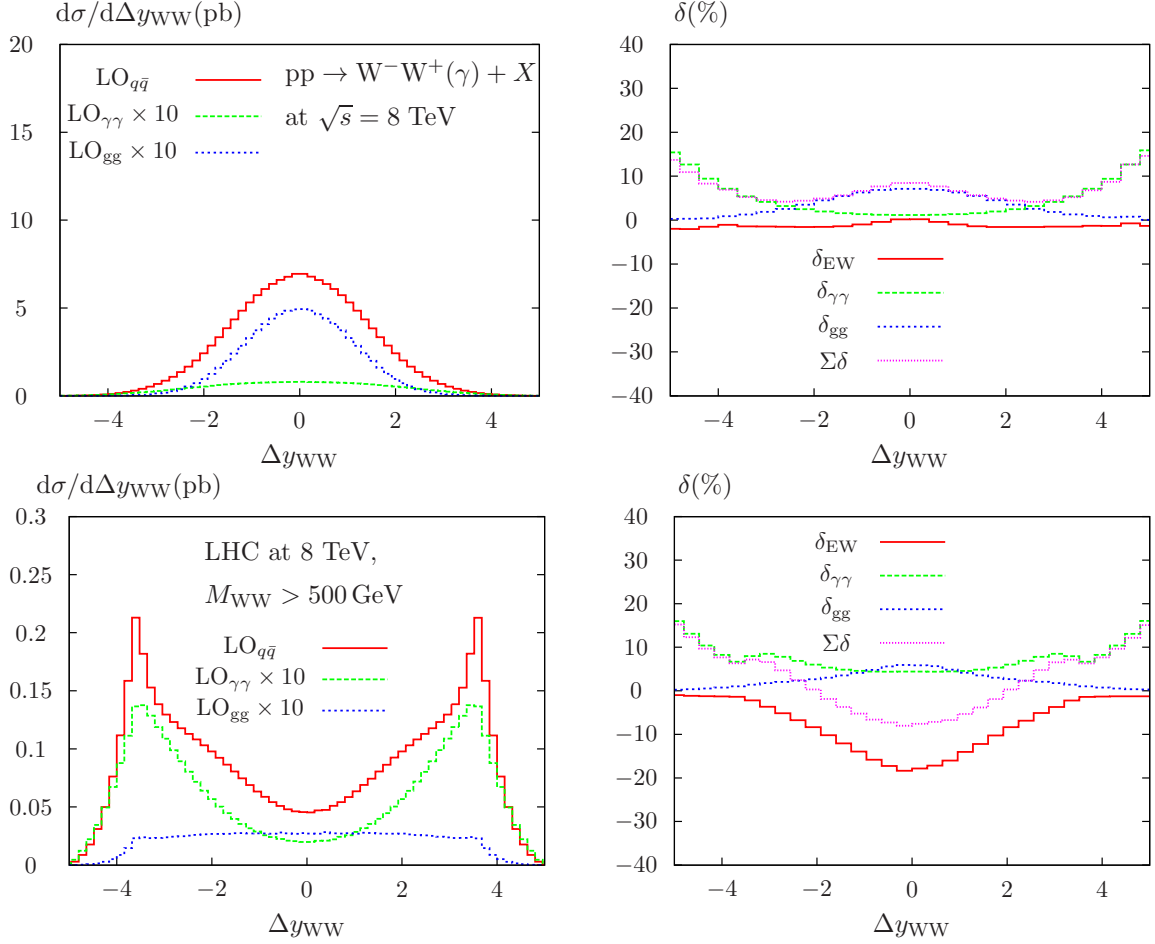 dσ/dΔy_WW(pb)
20
15
10
5
0
−4 −2 0 2 4
Δy_WW
LO_qq̄
LO_γγ × 10
LO_gg × 10
pp → W⁻W⁺(γ) + X
at √s = 8 TeV
δ(%)
40
30
20
10
0
−10
−20
−30
−40
−4 −2 0 2 4
Δy_WW
δ_EW
δ_γγ
δ_gg
Σδ
dσ/dΔy_WW(pb)
0.3
0.25
0.2
0.15
0.1
0.05
0
−4 −2 0 2 4
Δy_WW
LHC at 8 TeV,
M_WW > 500 GeV
LO_qq̄
LO_γγ × 10
LO_gg × 10
δ(%)
40
30
20
10
0
−10
−20
−30
−40
−4 −2 0 2 4
Δy_WW
δ_EW
δ_γγ
δ_gg
Σδ